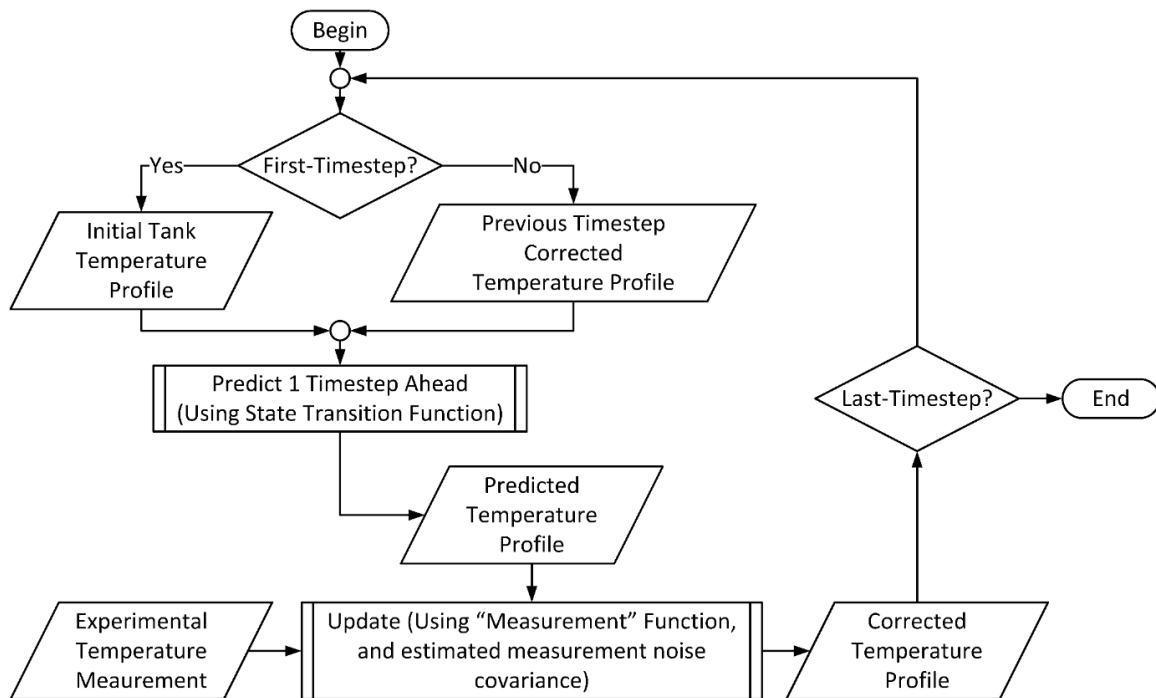 Begin
First-Timestep?
Yes
No
Initial Tank
Temperature
Profile
Previous Timestep
Corrected
Temperature Profile
Predict 1 Timestep Ahead
(Using State Transition Function)
Last-Timestep?
End
Predicted
Temperature
Profile
Experimental
Temperature
Meaurement
Update (Using “Measurement” Function,
and estimated measurement noise
covariance)
Corrected
Temperature
Profile